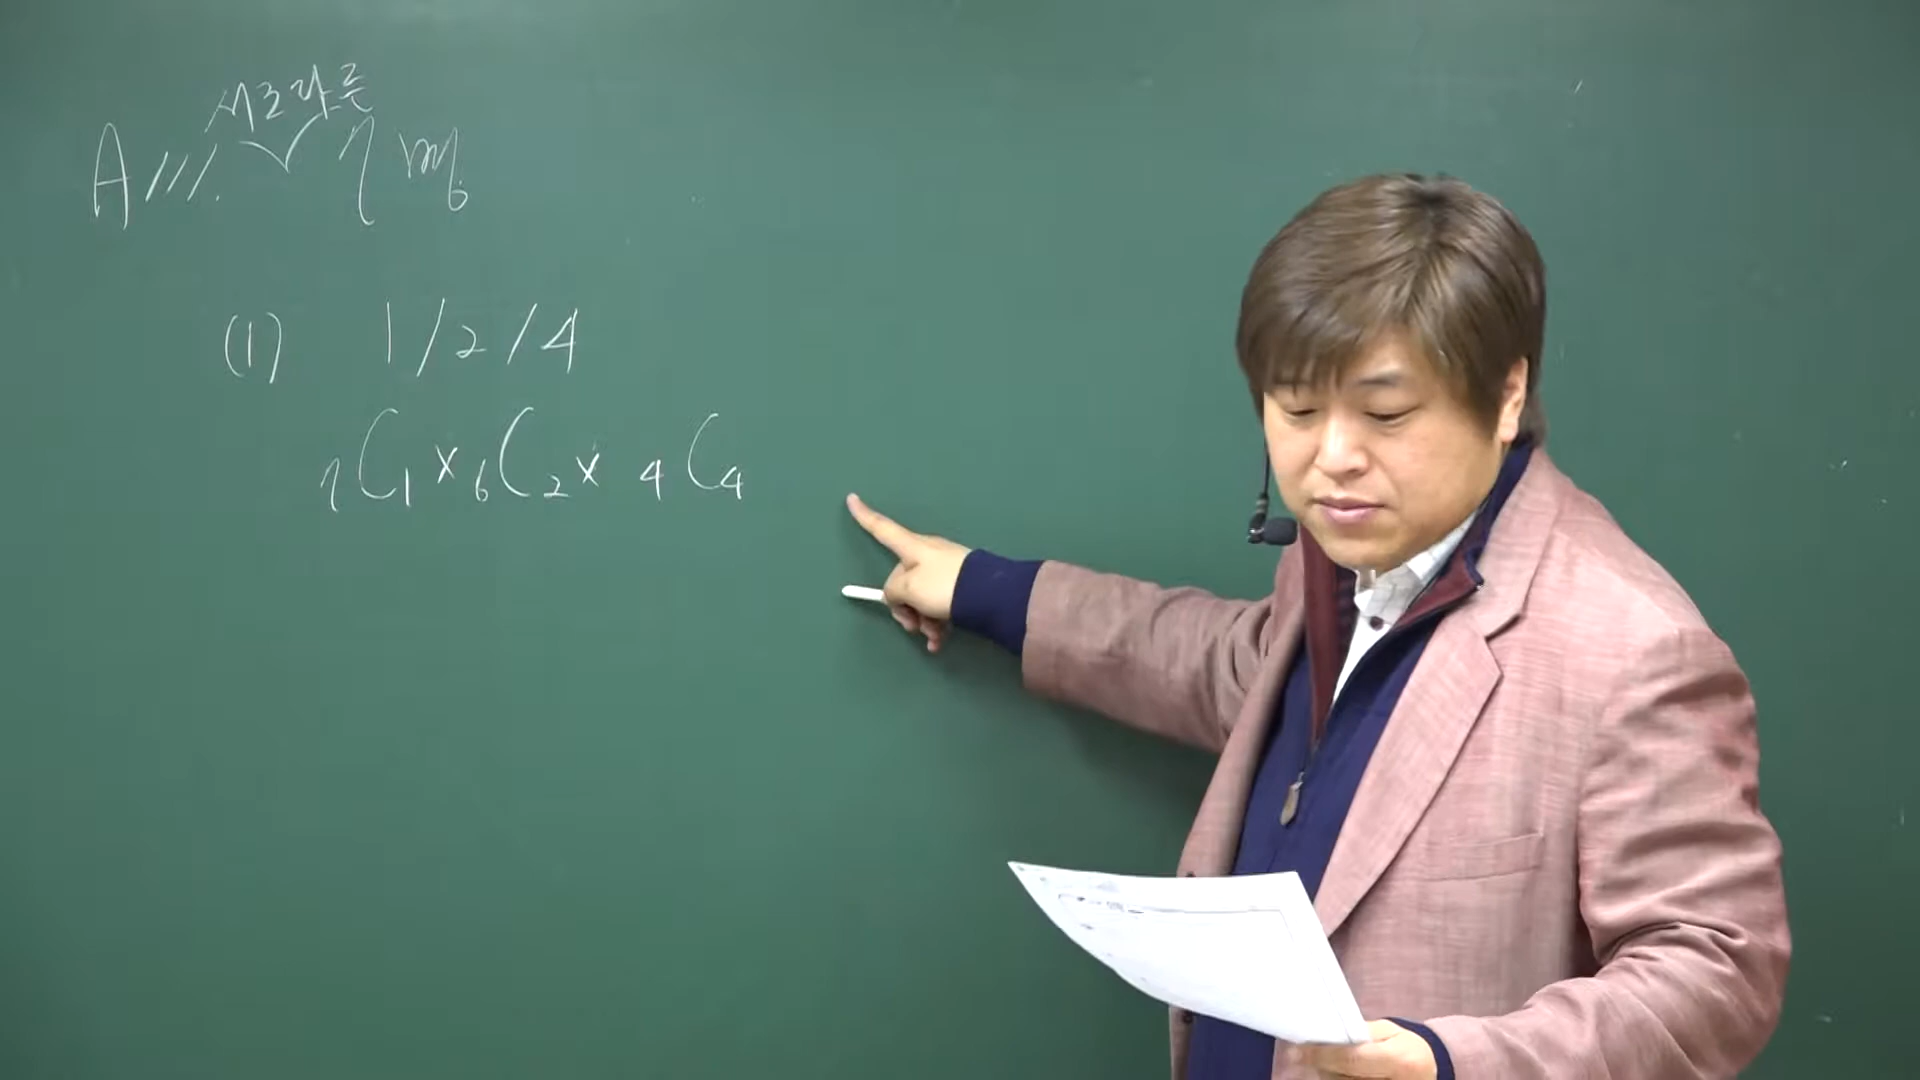 서로 다른
A///. ✓ 7 개.
(1) 1/2/4
₇C₁ × ₆C₂ × ₄C₄